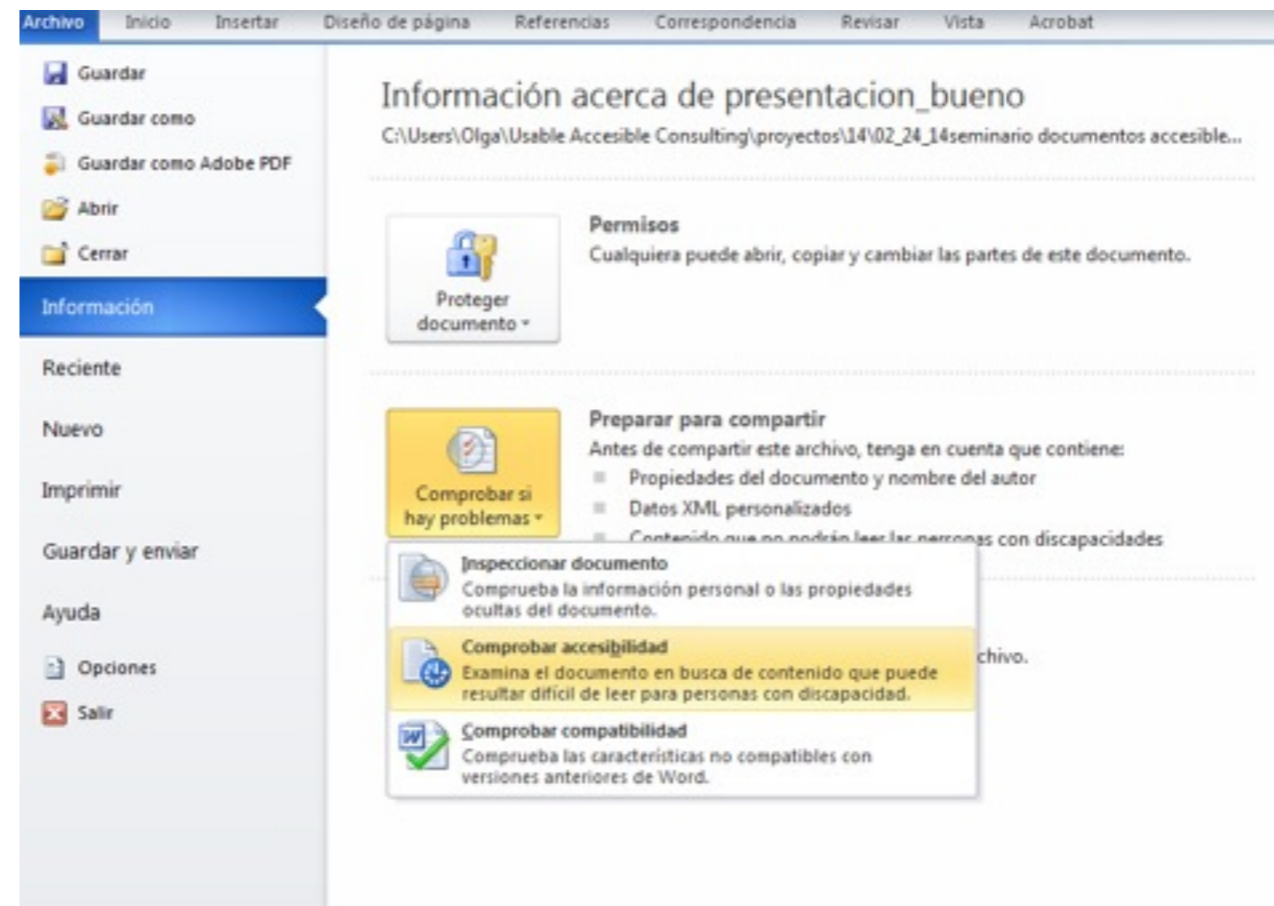 Archivo Inicio Insertar Diseño de página Referencias Correspondencia Revisar Vista Acrobat
Guardar
Guardar como
Guardar como Adobe PDF
Abrir
Cerrar
Información
Reciente
Nuevo
Imprimir
Guardar y enviar
Ayuda
Opciones
Salir
Información acerca de presentacion_bueno
C:\Users\Olga\Usable Accesible Consulting\proyectos\14\02_24_14seminario documentos accesible...
Proteger
documento
Permisos
Cualquiera puede abrir, copiar y cambiar las partes de este documento.
Comprobar si
hay problemas
Preparar para compartir
Antes de compartir este archivo, tenga en cuenta que contiene:
Propiedades del documento y nombre del autor
Datos XML personalizados
Contenido que no podrán leer las personas con discapacidades
Inspeccionar documento
Comprueba la información personal o las propiedades
ocultas del documento.
Comprobar accesibilidad
Examina el documento en busca de contenido que puede
resultar difícil de leer para personas con discapacidad.
chivo.
Comprobar compatibilidad
Comprueba las características no compatibles con
versiones anteriores de Word.